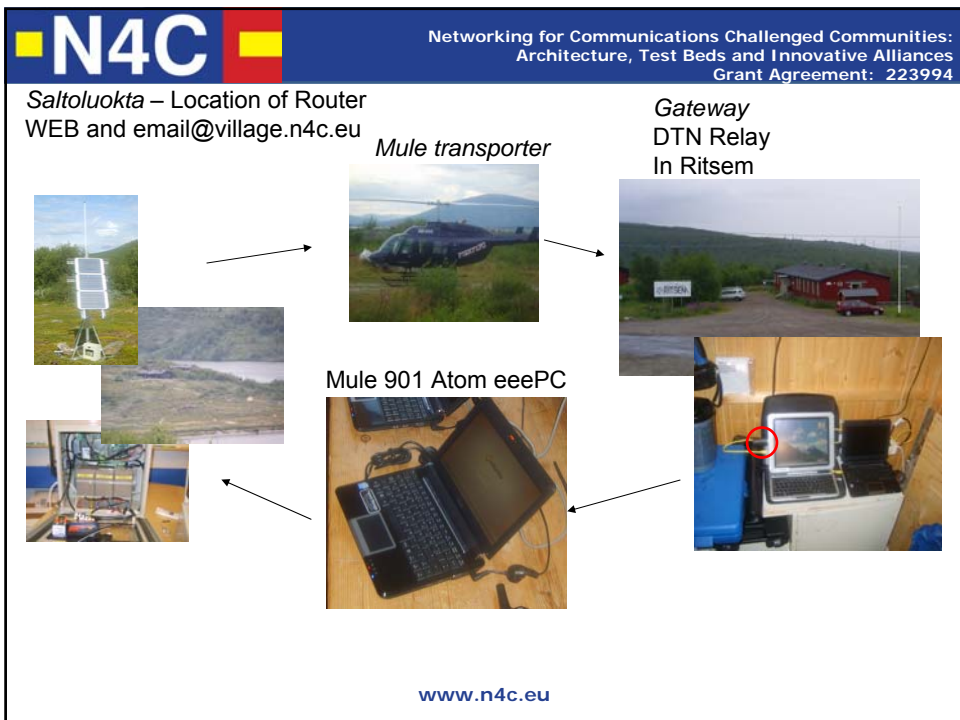 N4C
Networking for Communications Challenged Communities:
Architecture, Test Beds and Innovative Alliances
Grant Agreement: 223994
Saltoluokta – Location of Router
WEB and email@village.n4c.eu
Mule transporter
Gateway
DTN Relay
In Ritsem
Mule 901 Atom eeePC
www.n4c.eu